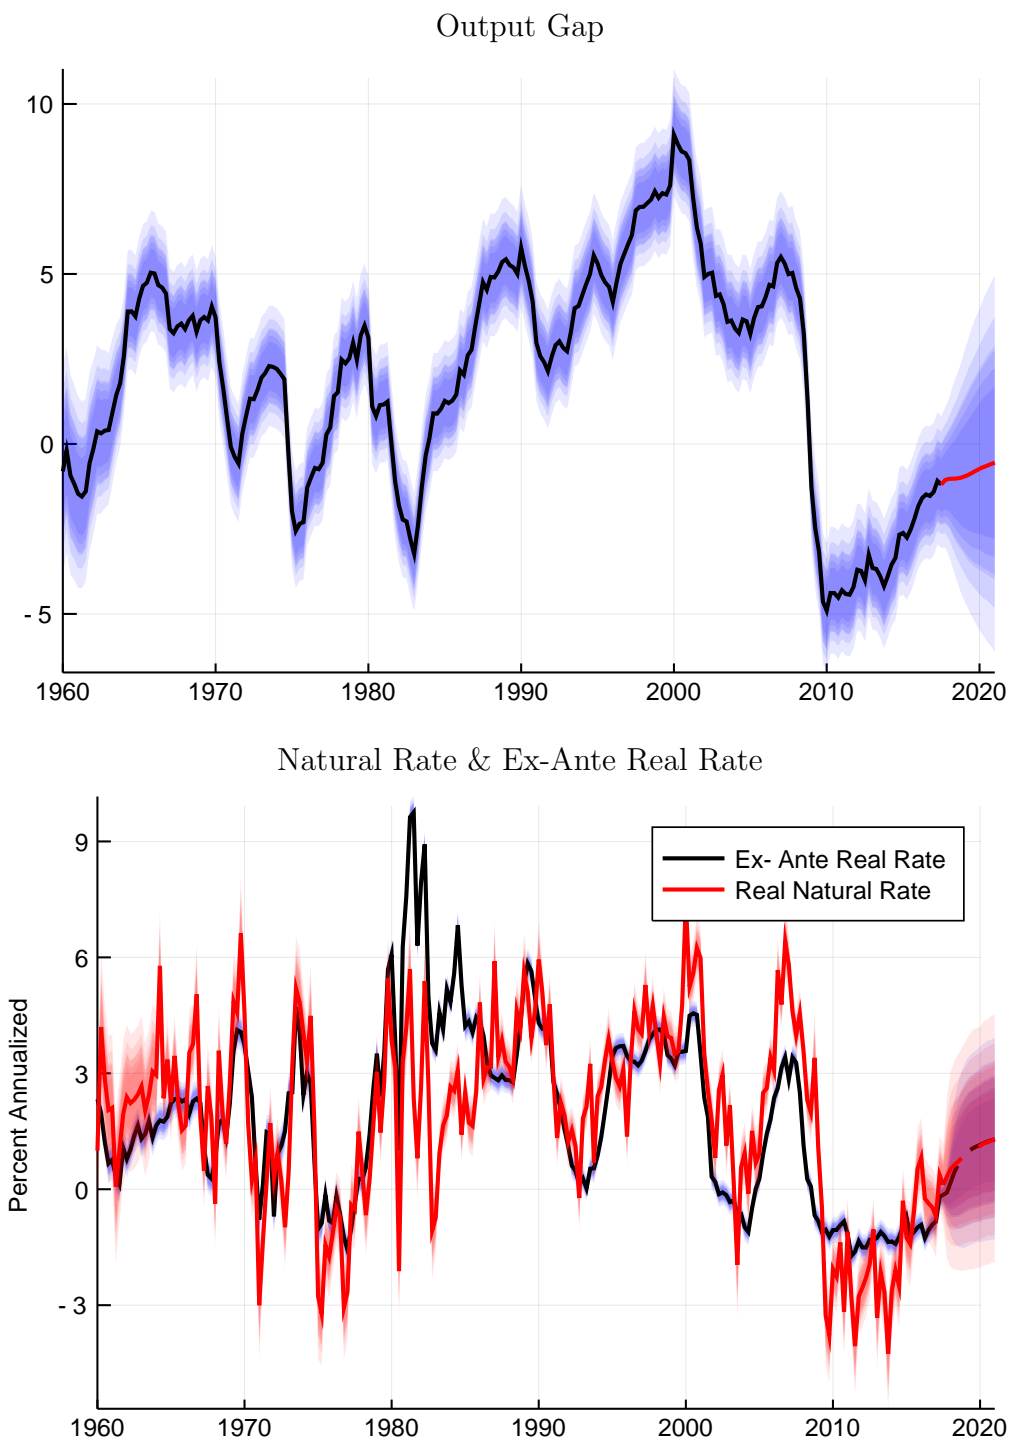 Output Gap
10
5
0
- 5
1960 1970 1980 1990 2000 2010 2020
Natural Rate & Ex-Ante Real Rate
Percent Annualized
9
6
3
0
- 3
Ex- Ante Real Rate
Real Natural Rate
1960 1970 1980 1990 2000 2010 2020